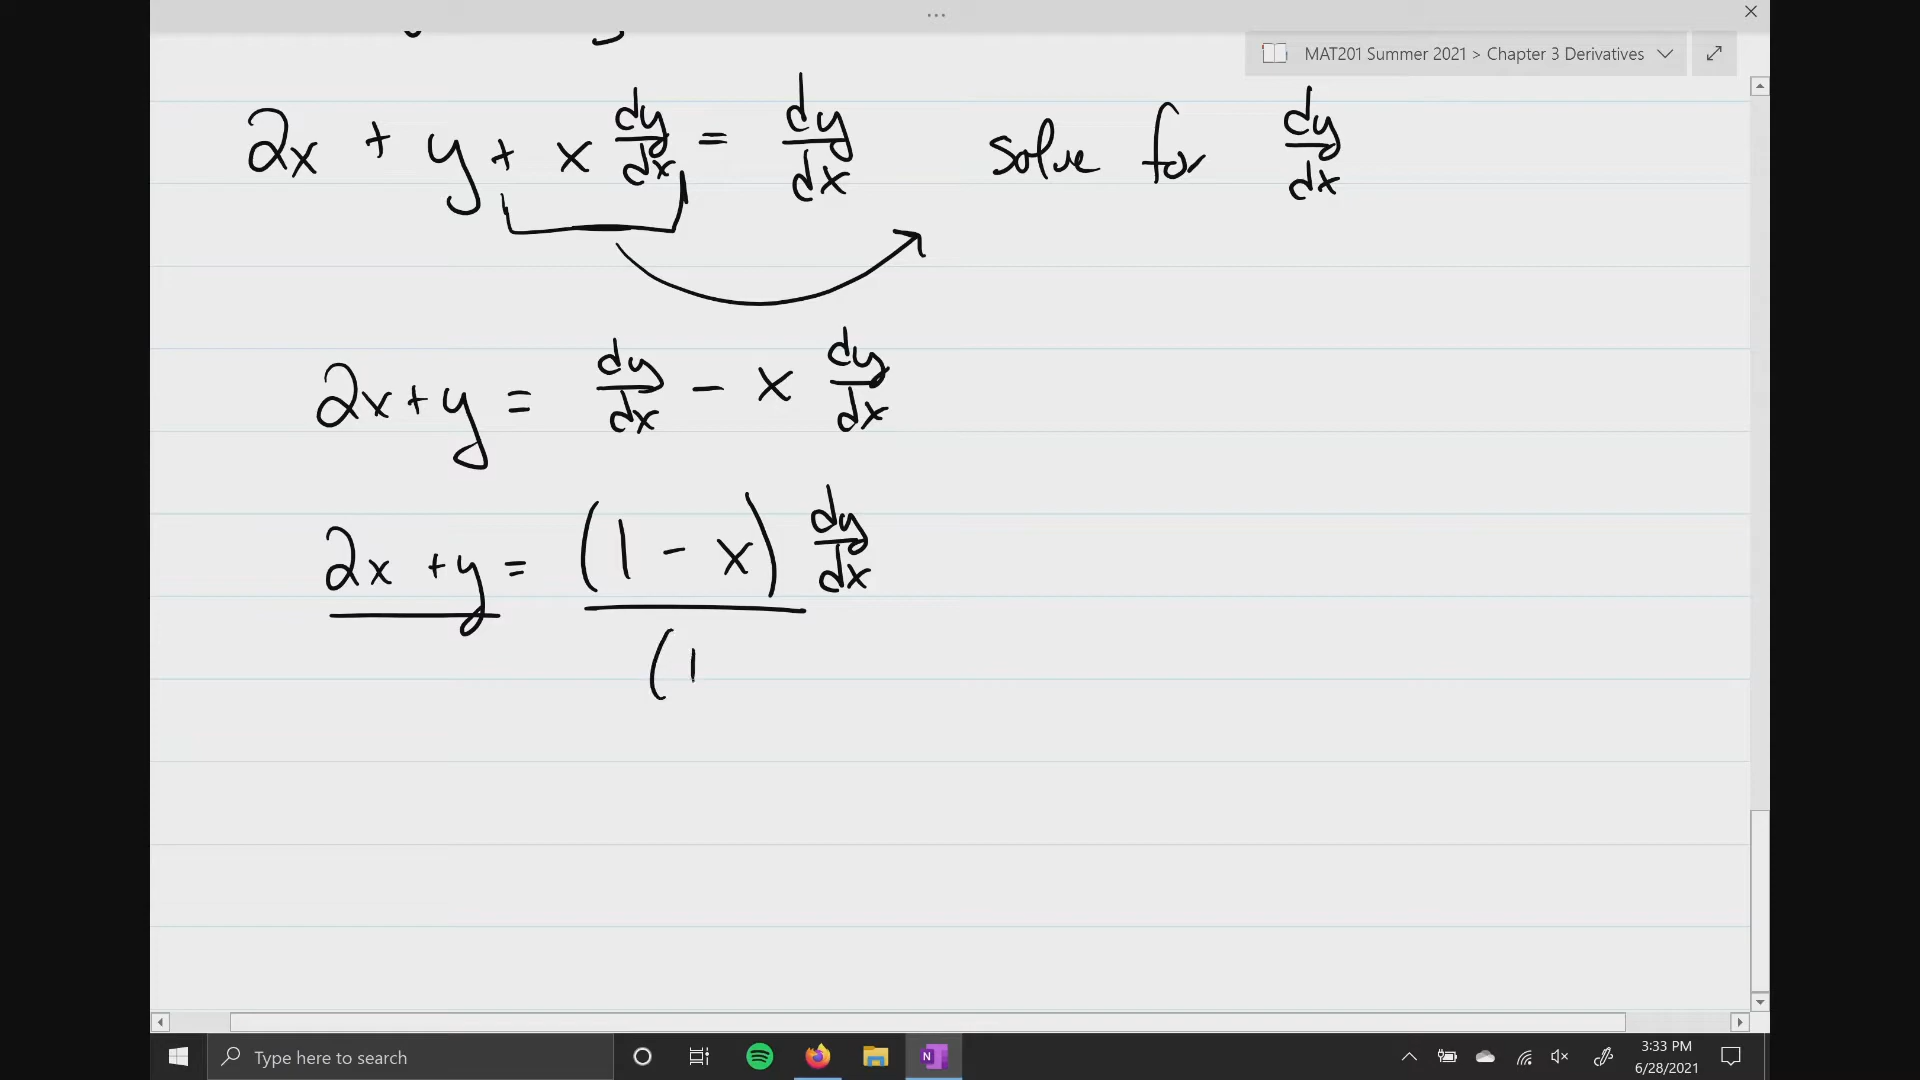 ...
MAT201 Summer 2021 > Chapter 3 Derivatives
2x + y + x dy/dx = dy/dx solve for dy/dx
2x + y = dy/dx - x dy/dx
2x + y = (1 - x) dy/dx
(1
Type here to search
3:33 PM
6/28/2021